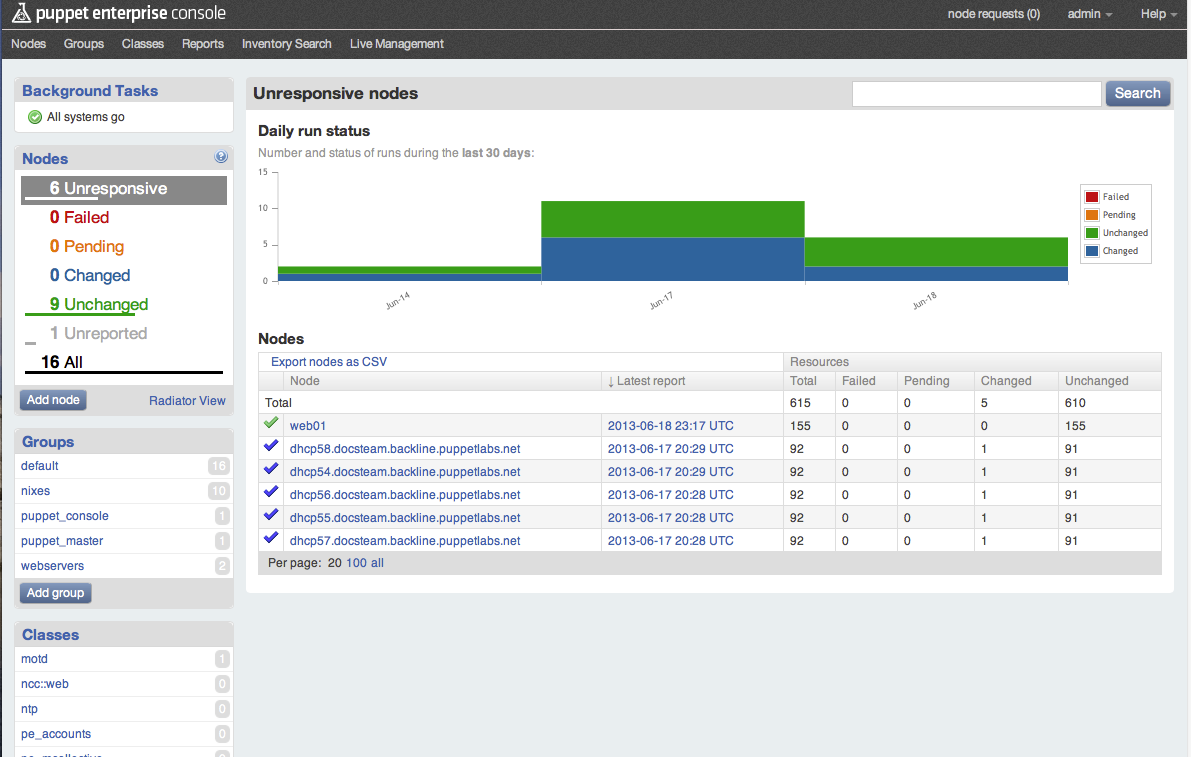 puppet enterprise console
node requests (0) admin Help
Nodes Groups Classes Reports Inventory Search Live Management
Background Tasks
All systems go
Nodes
6 Unresponsive
0 Failed
0 Pending
0 Changed
9 Unchanged
1 Unreported
16 All
Add node Radiator View
Groups
default 16
nixes 10
puppet_console 1
puppet_master 1
webservers 2
Add group
Classes
motd 1
ncc::web 0
ntp 0
pe_accounts 0
Unresponsive nodes Search
Daily run status
Number and status of runs during the last 30 days:
15
10
5
0
Jun-14 Jun-17 Jun-18
Failed
Pending
Unchanged
Changed
Nodes
Export nodes as CSV Resources
Node ↓ Latest report Total Failed Pending Changed Unchanged
Total 615 0 0 5 610
web01 2013-06-18 23:17 UTC 155 0 0 0 155
dhcp58.docsteam.backline.puppetlabs.net 2013-06-17 20:29 UTC 92 0 0 1 91
dhcp54.docsteam.backline.puppetlabs.net 2013-06-17 20:29 UTC 92 0 0 1 91
dhcp56.docsteam.backline.puppetlabs.net 2013-06-17 20:28 UTC 92 0 0 1 91
dhcp55.docsteam.backline.puppetlabs.net 2013-06-17 20:28 UTC 92 0 0 1 91
dhcp57.docsteam.backline.puppetlabs.net 2013-06-17 20:28 UTC 92 0 0 1 91
Per page: 20 100 all